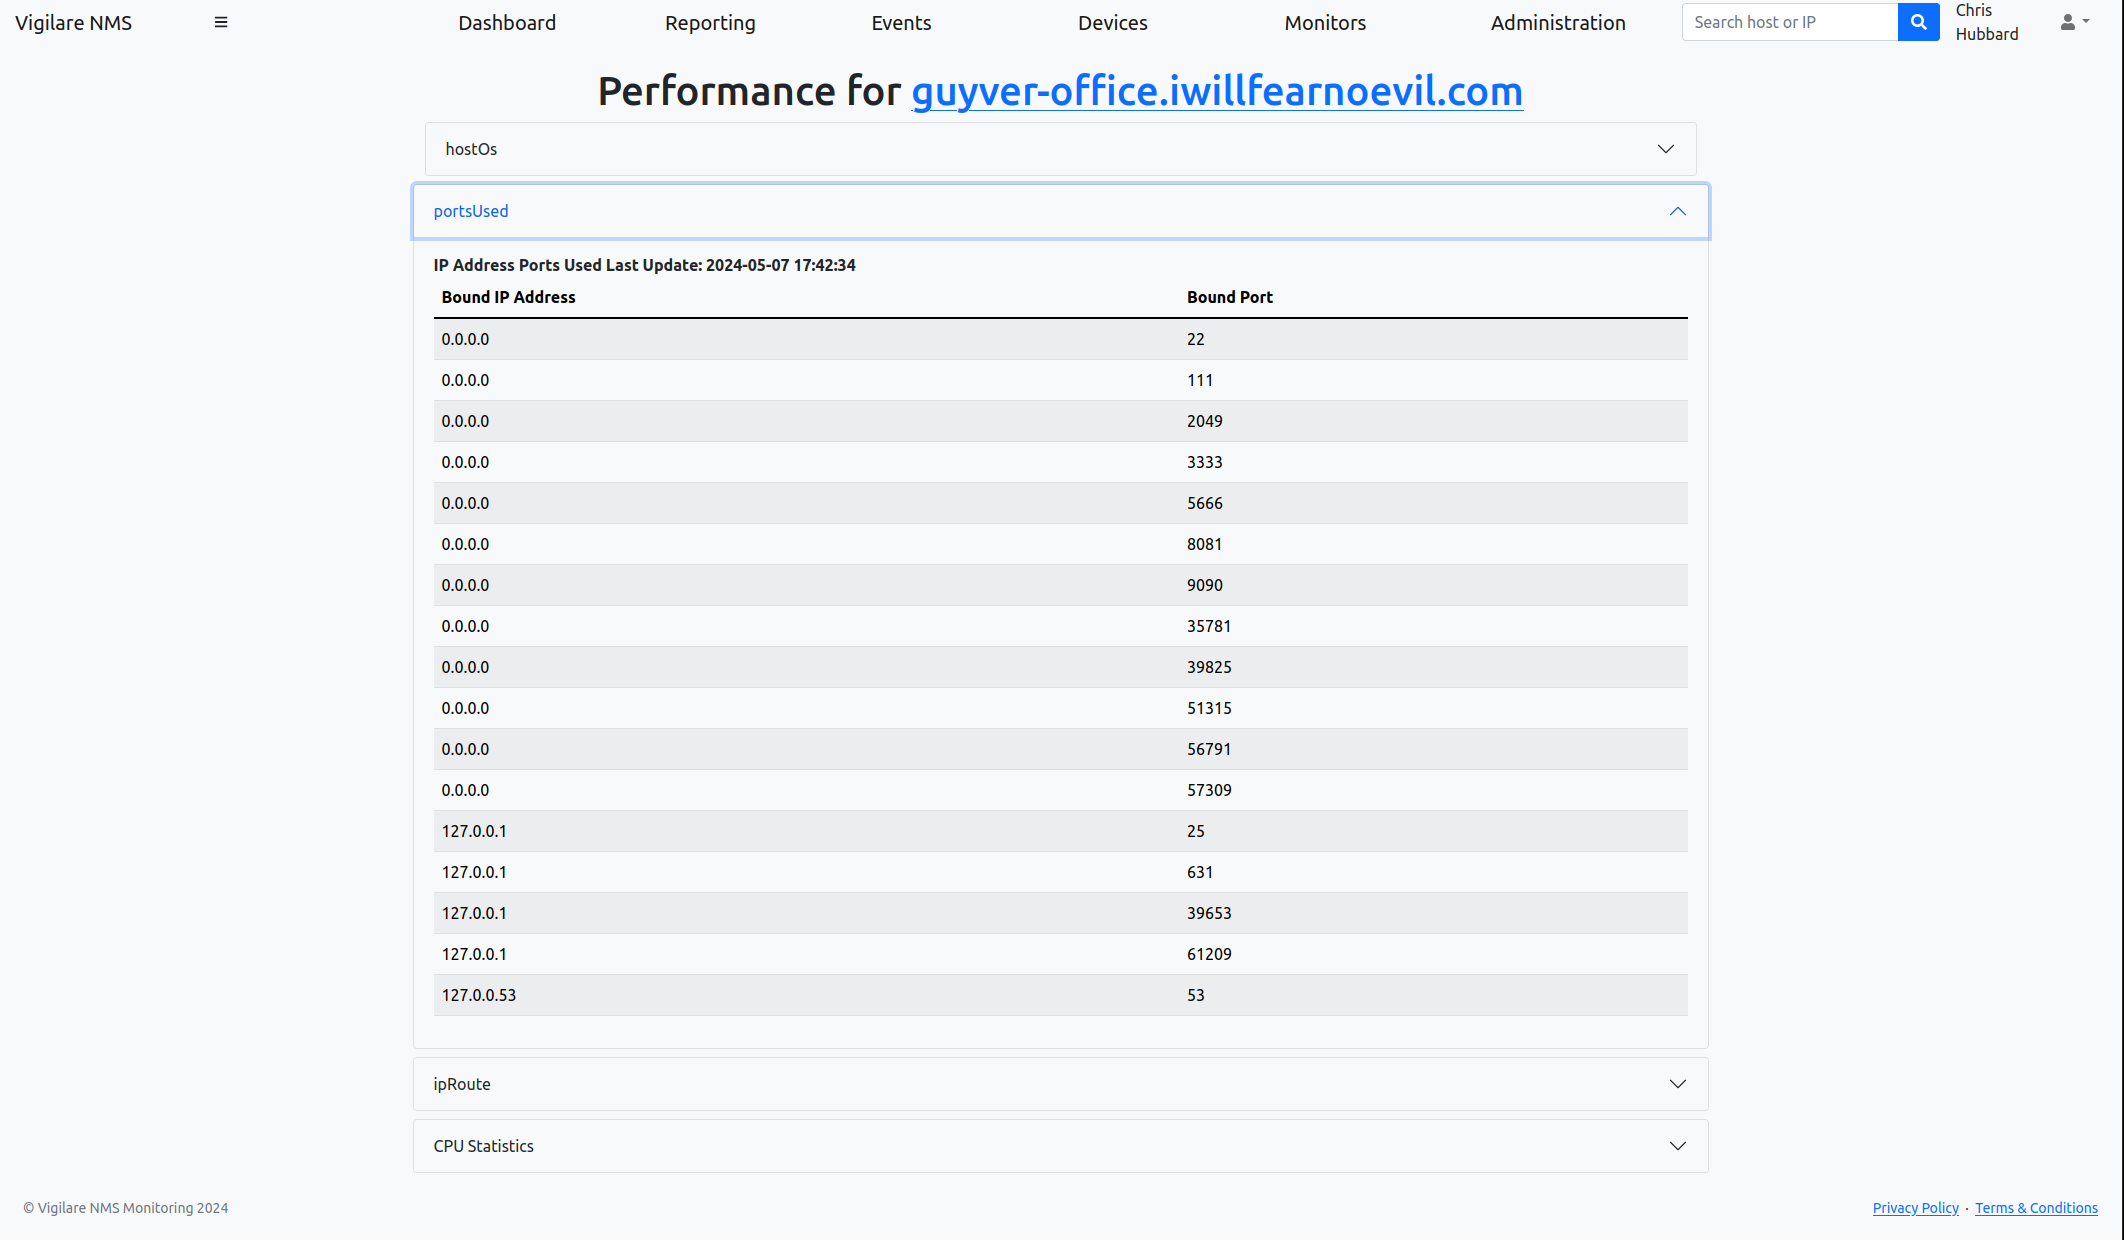 Vigilare NMS
Dashboard
Reporting
Events
Devices
Monitors
Administration
Search host or IP
Chris
Hubbard
Performance for guyver-office.iwillfearnoevil.com
hostOs
portsUsed
IP Address Ports Used Last Update: 2024-05-07 17:42:34
Bound IP Address Bound Port
0.0.0.0 22
0.0.0.0 111
0.0.0.0 2049
0.0.0.0 3333
0.0.0.0 5666
0.0.0.0 8081
0.0.0.0 9090
0.0.0.0 35781
0.0.0.0 39825
0.0.0.0 51315
0.0.0.0 56791
0.0.0.0 57309
127.0.0.1 25
127.0.0.1 631
127.0.0.1 39653
127.0.0.1 61209
127.0.0.53 53
ipRoute
CPU Statistics
© Vigilare NMS Monitoring 2024
Privacy Policy · Terms & Conditions